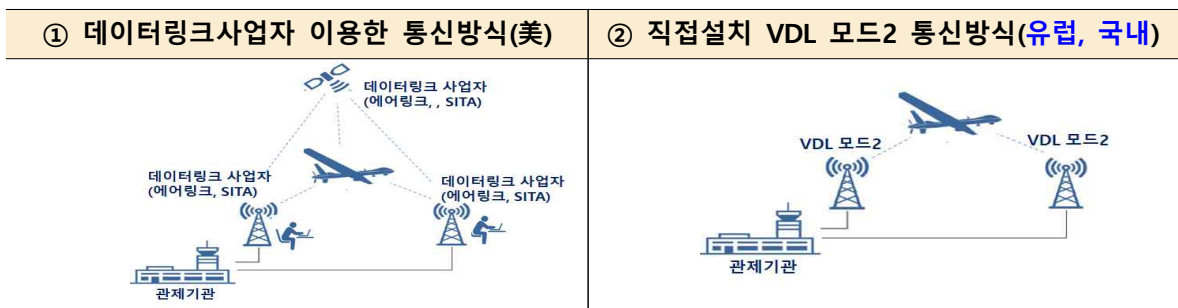 ① 데이터링크사업자 이용한 통신방식(美)
② 직접설치 VDL 모드2 통신방식(유럽, 국내)
데이터링크 사업자
(에어링크, , SITA)
데이터링크 사업자
(에어링크, SITA)
데이터링크 사업자
(에어링크, SITA)
관제기관
VDL 모드2
VDL 모드2
관제기관